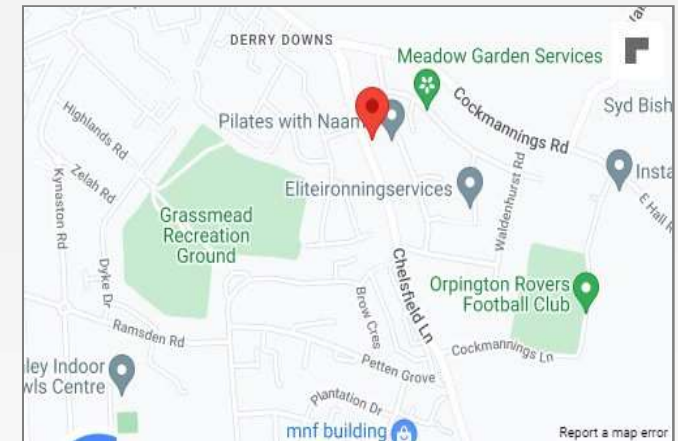 DERRY DOWNS
Meadow Garden Services
Cockmannings Rd
Syd Bish
Highlands Rd
Pilates with Naam
Zelah Rd
Kynaston Rd
Eliteironningservices
Waldenhurst Rd
Insta
E Hall R
Grassmead
Recreation
Ground
Dyke Dr
Chelsfield Ln
Orpington Rovers
Football Club
Brow Cres
Ramsden Rd
Cockmannings Ln
Petten Grove
ley Indoor
wls Centre
Plantation Dr
mnf building
Report a map error